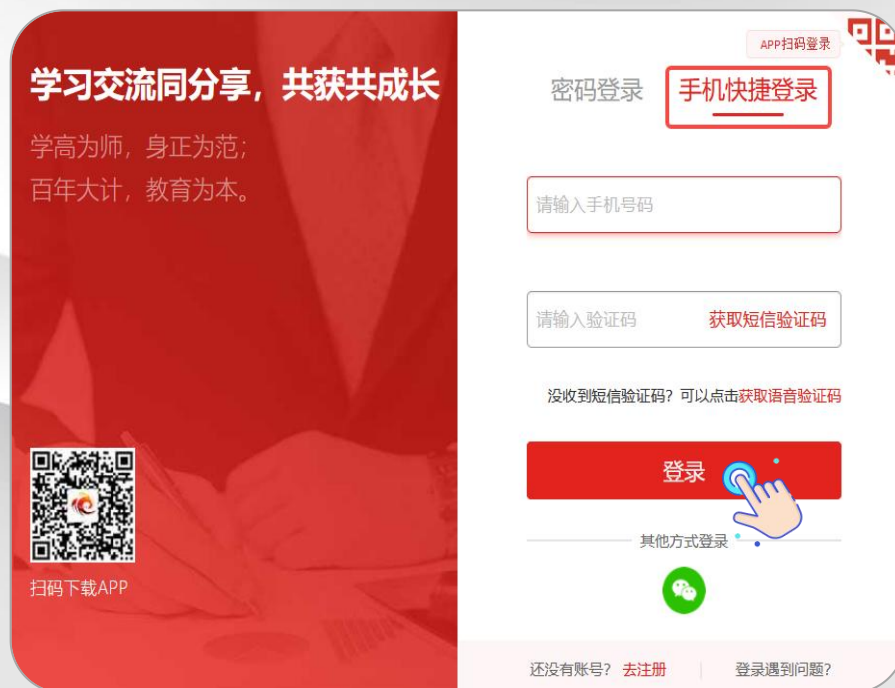 学习交流同分享，共获共成长
学高为师，身正为范；
百年大计，教育为本。
扫码下载APP
APP扫码登录
密码登录 手机快捷登录
请输入手机号码
请输入验证码 获取短信验证码
没收到短信验证码？可以点击获取语音验证码
登录
其他方式登录
还没有账号？去注册 登录遇到问题？